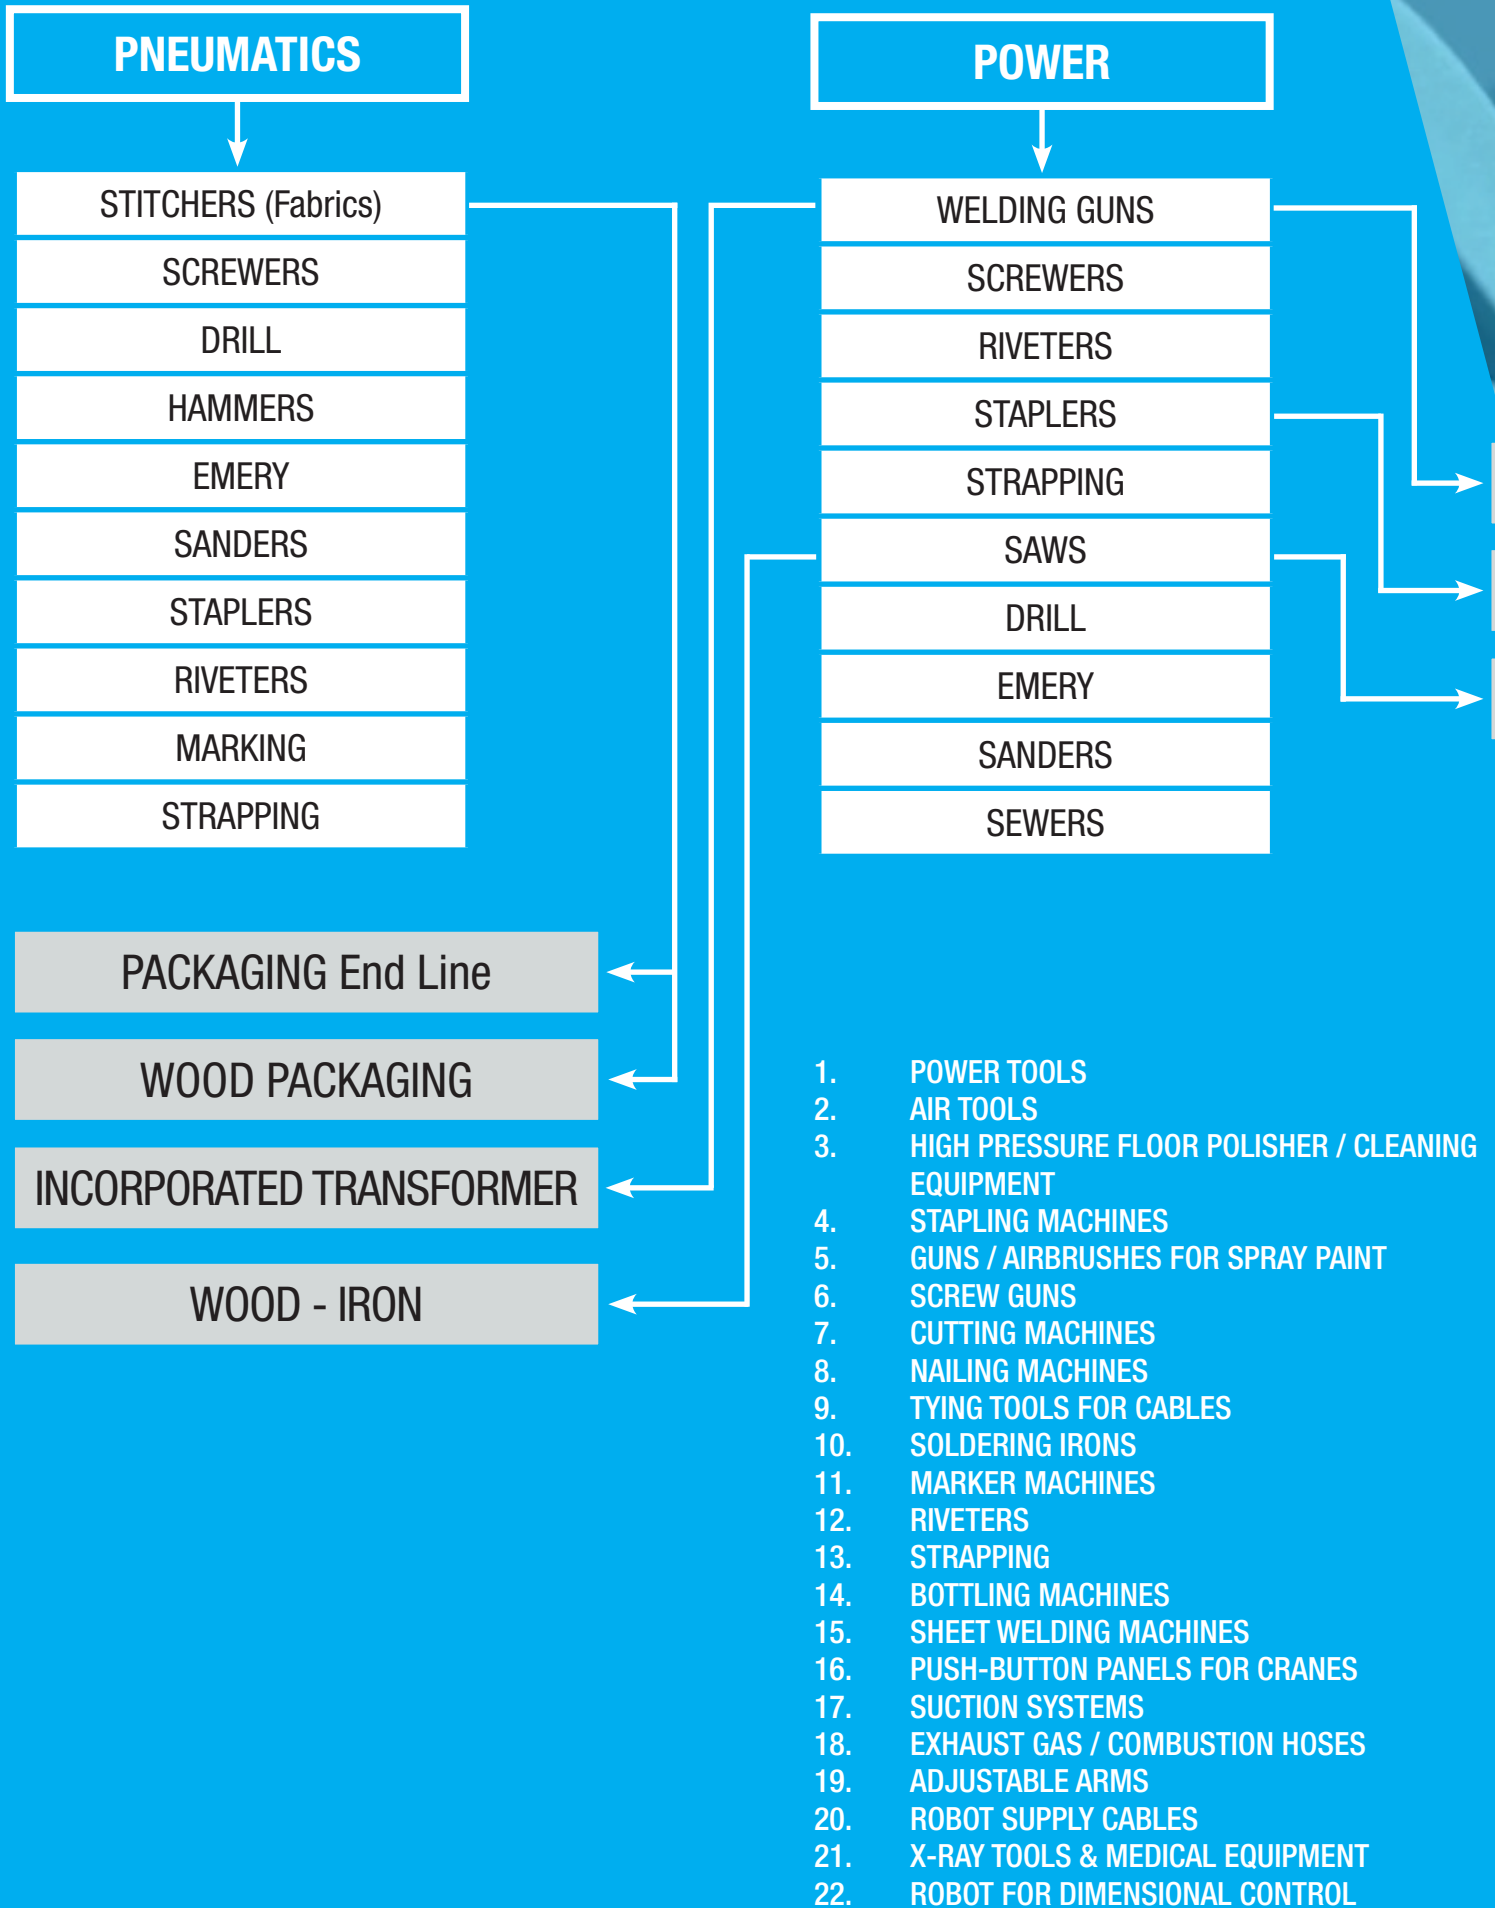 PNEUMATICS
STITCHERS (Fabrics)
SCREWERS
DRILL
HAMMERS
EMERY
SANDERS
STAPLERS
RIVETERS
MARKING
STRAPPING
PACKAGING End Line
WOOD PACKAGING
INCORPORATED TRANSFORMER
WOOD - IRON
POWER
WELDING GUNS
SCREWERS
RIVETERS
STAPLERS
STRAPPING
SAWS
DRILL
EMERY
SANDERS
SEWERS
1. POWER TOOLS
2. AIR TOOLS
3. HIGH PRESSURE FLOOR POLISHER / CLEANING
EQUIPMENT
4. STAPLING MACHINES
5. GUNS / AIRBRUSHES FOR SPRAY PAINT
6. SCREW GUNS
7. CUTTING MACHINES
8. NAILING MACHINES
9. TYING TOOLS FOR CABLES
10. SOLDERING IRONS
11. MARKER MACHINES
12. RIVETERS
13. STRAPPING
14. BOTTLING MACHINES
15. SHEET WELDING MACHINES
16. PUSH-BUTTON PANELS FOR CRANES
17. SUCTION SYSTEMS
18. EXHAUST GAS / COMBUSTION HOSES
19. ADJUSTABLE ARMS
20. ROBOT SUPPLY CABLES
21. X-RAY TOOLS & MEDICAL EQUIPMENT
22. ROBOT FOR DIMENSIONAL CONTROL